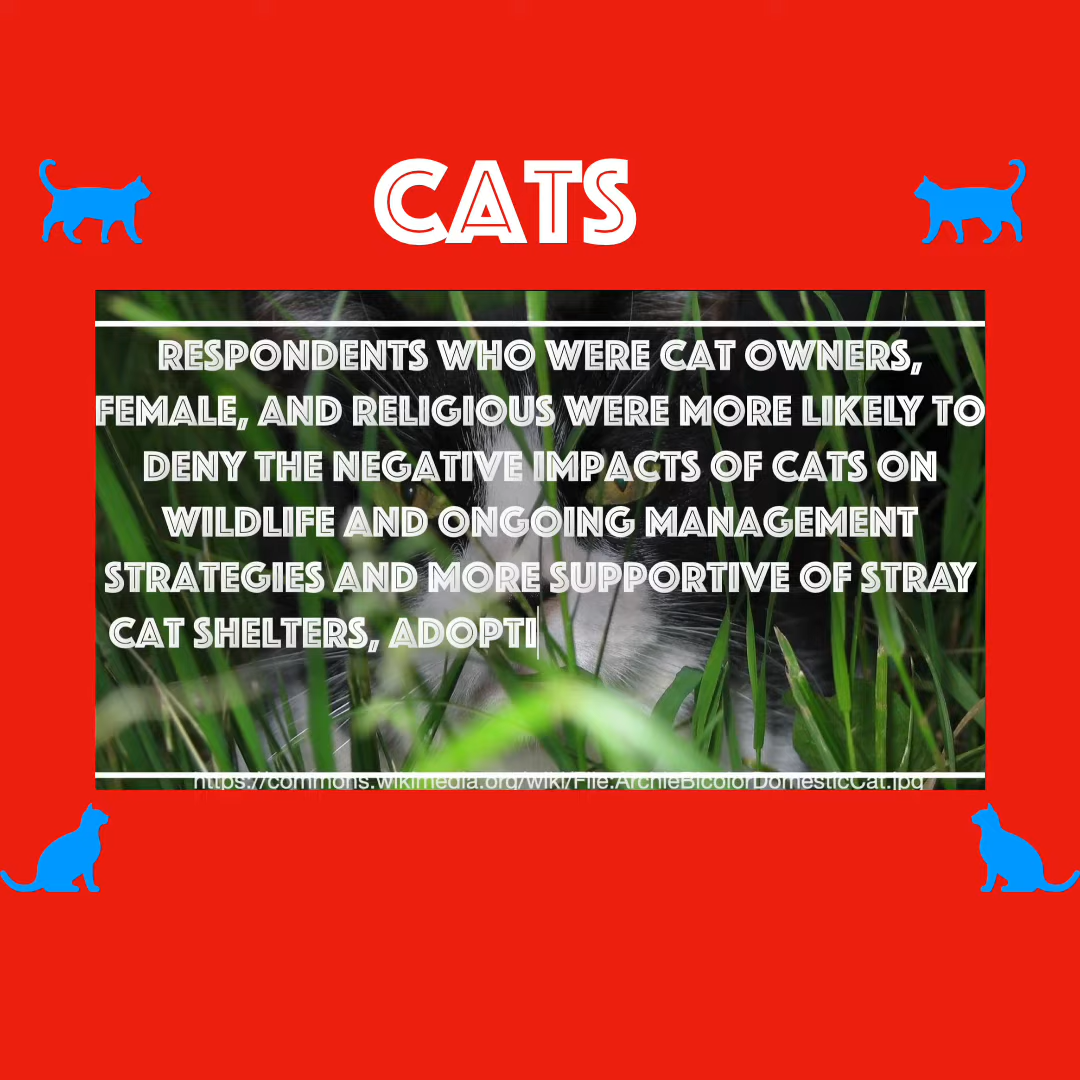 CATS
RESPONDENTS WHO WERE CAT OWNERS,
FEMALE, AND RELIGIOUS WERE MORE LIKELY TO
DENY THE NEGATIVE IMPACTS OF CATS ON
WILDLIFE AND ONGOING MANAGEMENT
STRATEGIES AND MORE SUPPORTIVE OF STRAY
CAT SHELTERS, ADOPTI
https://commons.wikimedia.org/wiki/File:ArchieBicolorDomesticCat.jpg